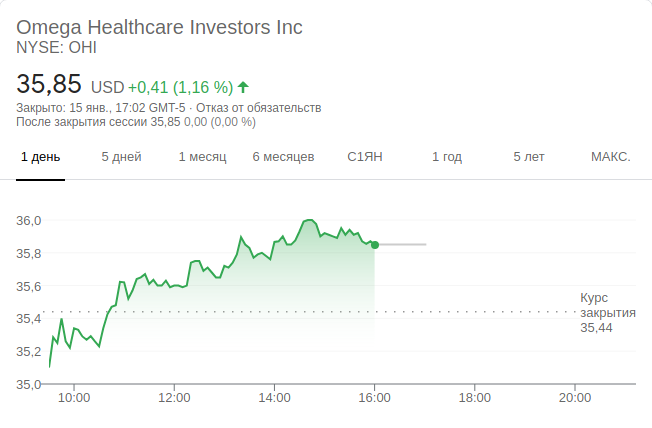 Omega Healthcare Investors Inc
NYSE: OHI
35,85 USD +0,41 (1,16 %)
Закрыто: 15 янв., 17:02 GMT-5 · Отказ от обязательств
После закрытия сессии 35,85 0,00 (0,00 %)
1 день 5 дней 1 месяц 6 месяцев С1ЯН 1 год 5 лет МАКС.
36,0
35,8
35,6
35,4
35,2
35,0
Курс
закрытия
35,44
10:00 12:00 14:00 16:00 18:00 20:00